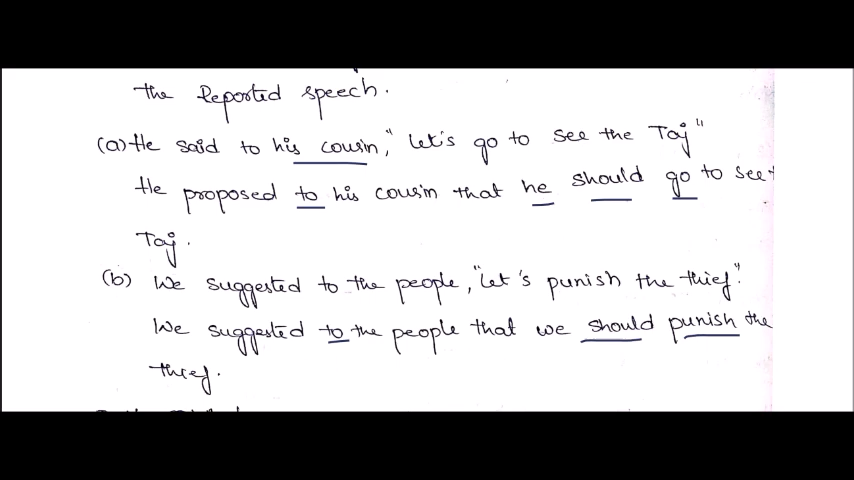 the Reported speech.
(a) He said to his cousin, "Let's go to see the Taj"
He proposed to his cousin that he should go to see
Taj.
(b) We suggested to the people, "Let's punish the thief".
We suggested to the people that we should punish the
thief.